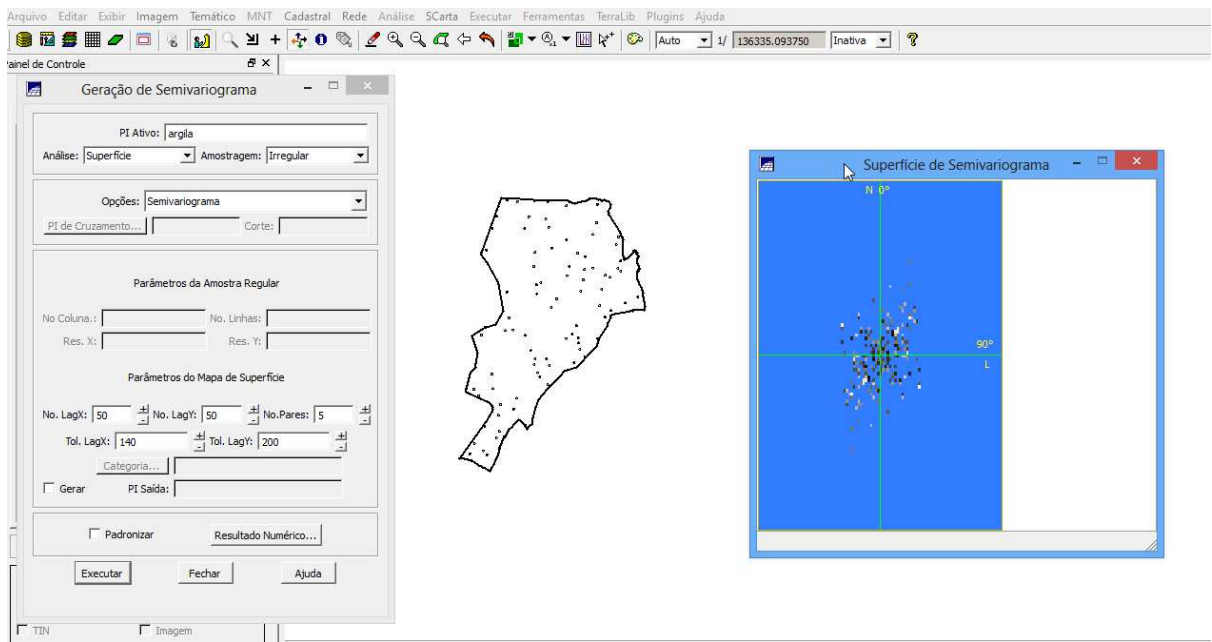 Arquivo Editar Exibir Imagem Temático MNT Cadastral Rede Análise SCarta Executar Ferramentas TerraLib Plugins Ajuda
Auto 1/ 136335.093750 Inativa
Painel de Controle
Geração de Semivariograma
PI Ativo: argila
Análise: Superfície Amostragem: Irregular
Opções: Semivariograma
PI de Cruzamento... Corte:
Parâmetros da Amostra Regular
No Coluna.: No. Linhas:
Res. X: Res. Y:
Parâmetros do Mapa de Superfície
No. LagX: 50 No. LagY: 50 No.Pares: 5
Tol. LagX: 140 Tol. LagY: 200
Categoria...
Gerar PI Saída:
Padronizar Resultado Numérico...
Executar Fechar Ajuda
TIN Imagem
Superfície de Semivariograma
N 0°
90°
L